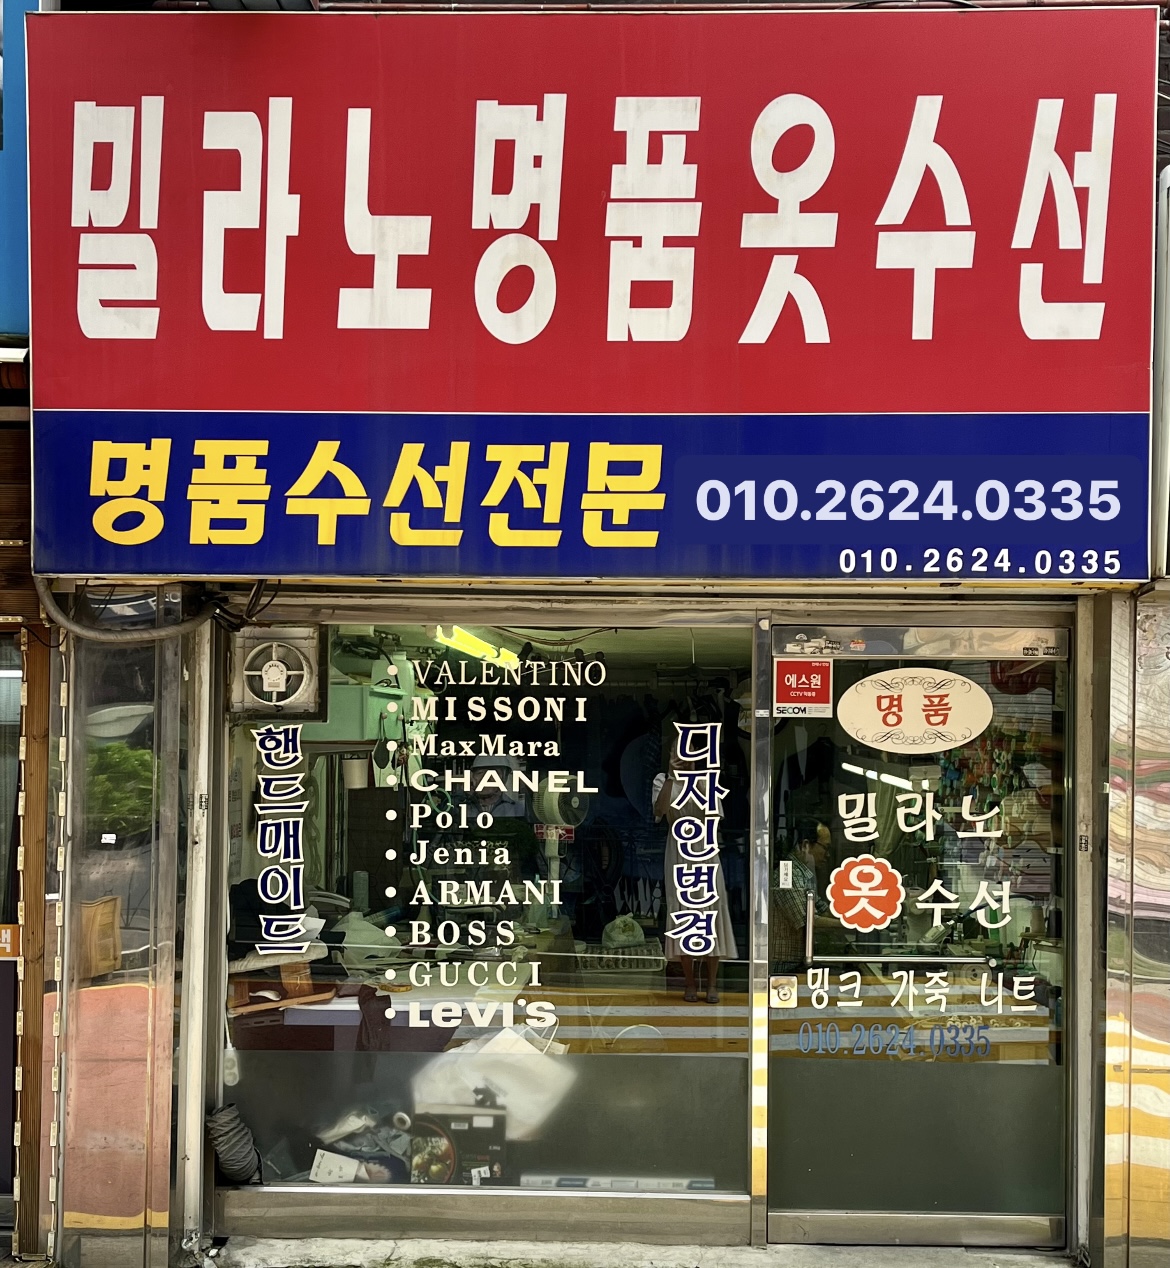 밀라노명품옷수선
명품수선전문
010.2624.0335
010.2624.0335
핸드메이드
• VALENTINO
• MISSONI
• MaxMara
• CHANEL
• Polo
• Jenia
• ARMANI
• BOSS
• GUCCI
• Levi's
디자인변경
에스원
SECOM
명품
밀라노
옷수선
밍크 가죽 니트
010.2624.0335